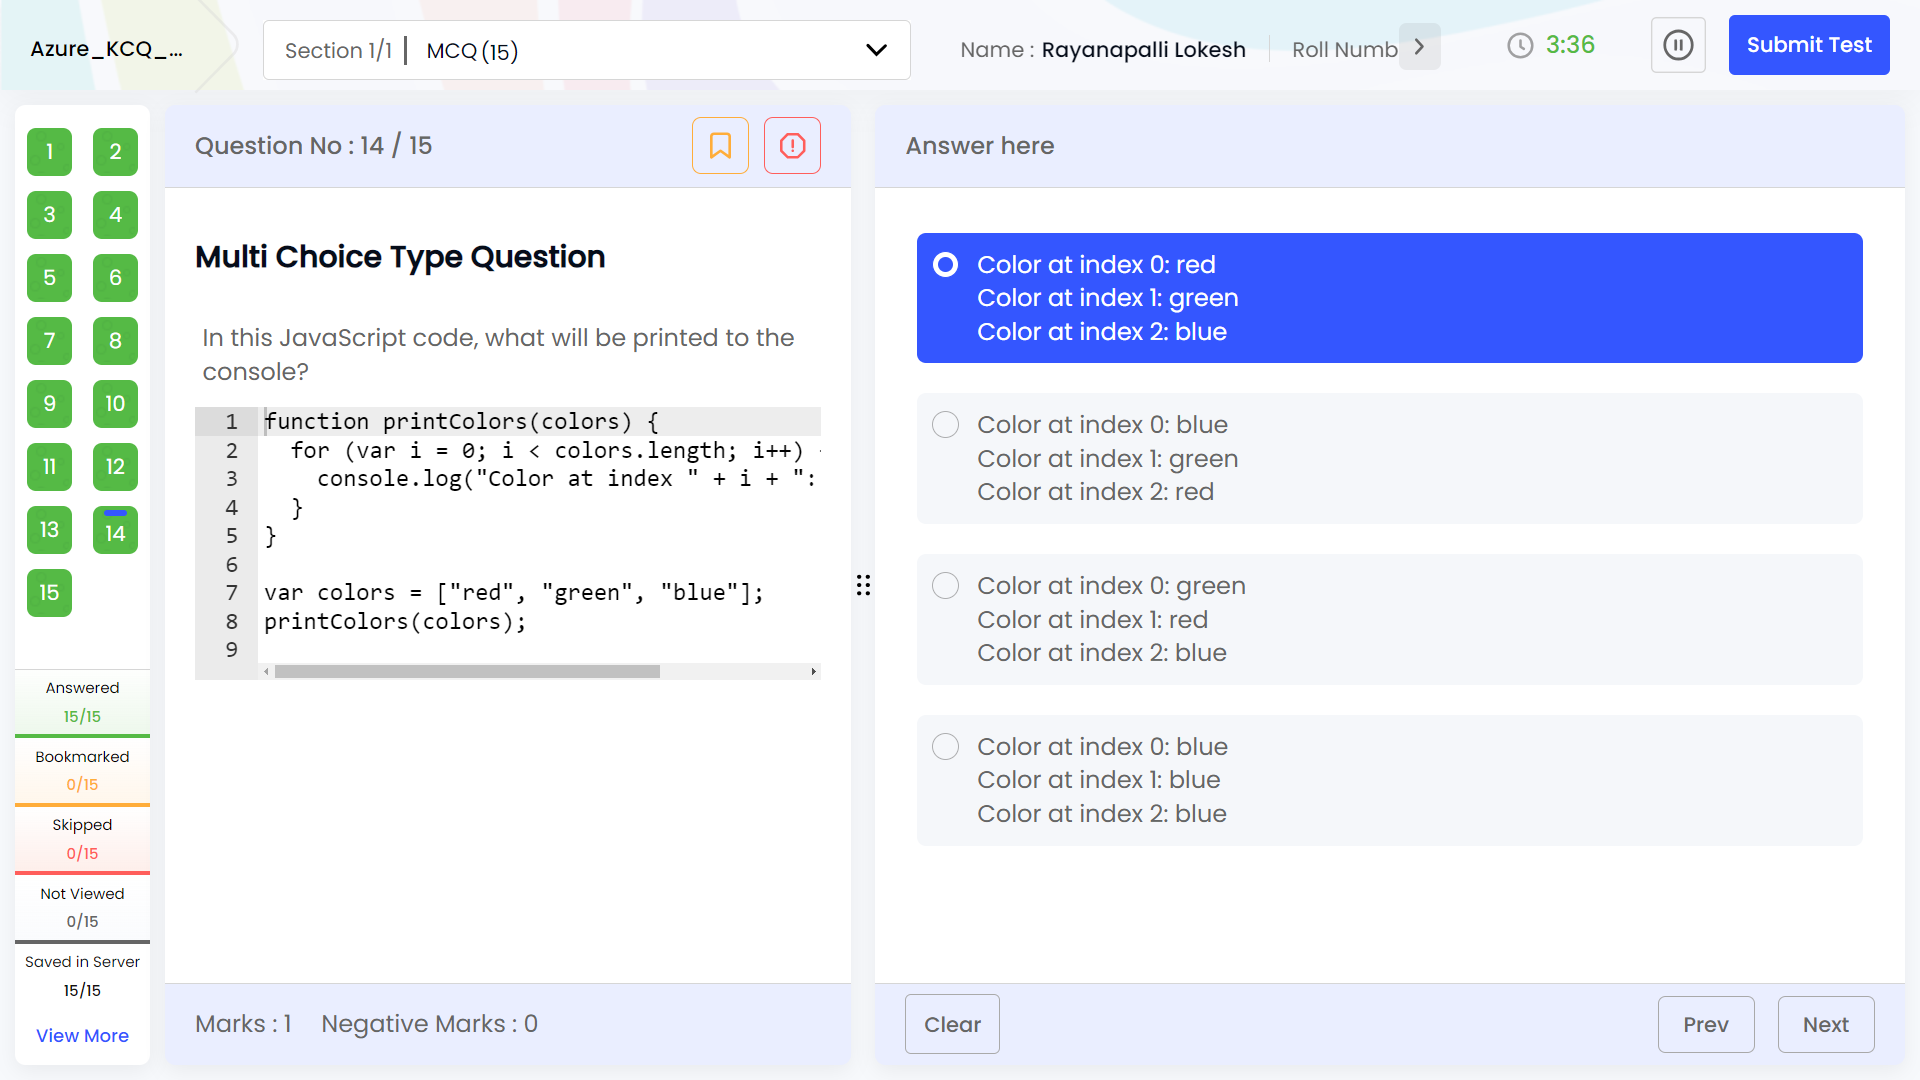 Azure_KCQ_...
Section 1/1 | MCQ (15)
Name : Rayanapalli Lokesh
Roll Numb
3:36
Submit Test
1 2
3 4
5 6
7 8
9 10
11 12
13 14
15
Answered
15/15
Bookmarked
0/15
Skipped
0/15
Not Viewed
0/15
Saved in Server
15/15
View More
Question No : 14 / 15
Multi Choice Type Question
In this JavaScript code, what will be printed to the
console?
1 function printColors(colors) {
2   for (var i = 0; i < colors.length; i++)
3     console.log("Color at index " + i + ":
4   }
5 }
6
7 var colors = ["red", "green", "blue"];
8 printColors(colors);
9
Marks : 1 Negative Marks : 0
Answer here
Color at index 0: red
Color at index 1: green
Color at index 2: blue
Color at index 0: blue
Color at index 1: green
Color at index 2: red
Color at index 0: green
Color at index 1: red
Color at index 2: blue
Color at index 0: blue
Color at index 1: blue
Color at index 2: blue
Clear
Prev
Next